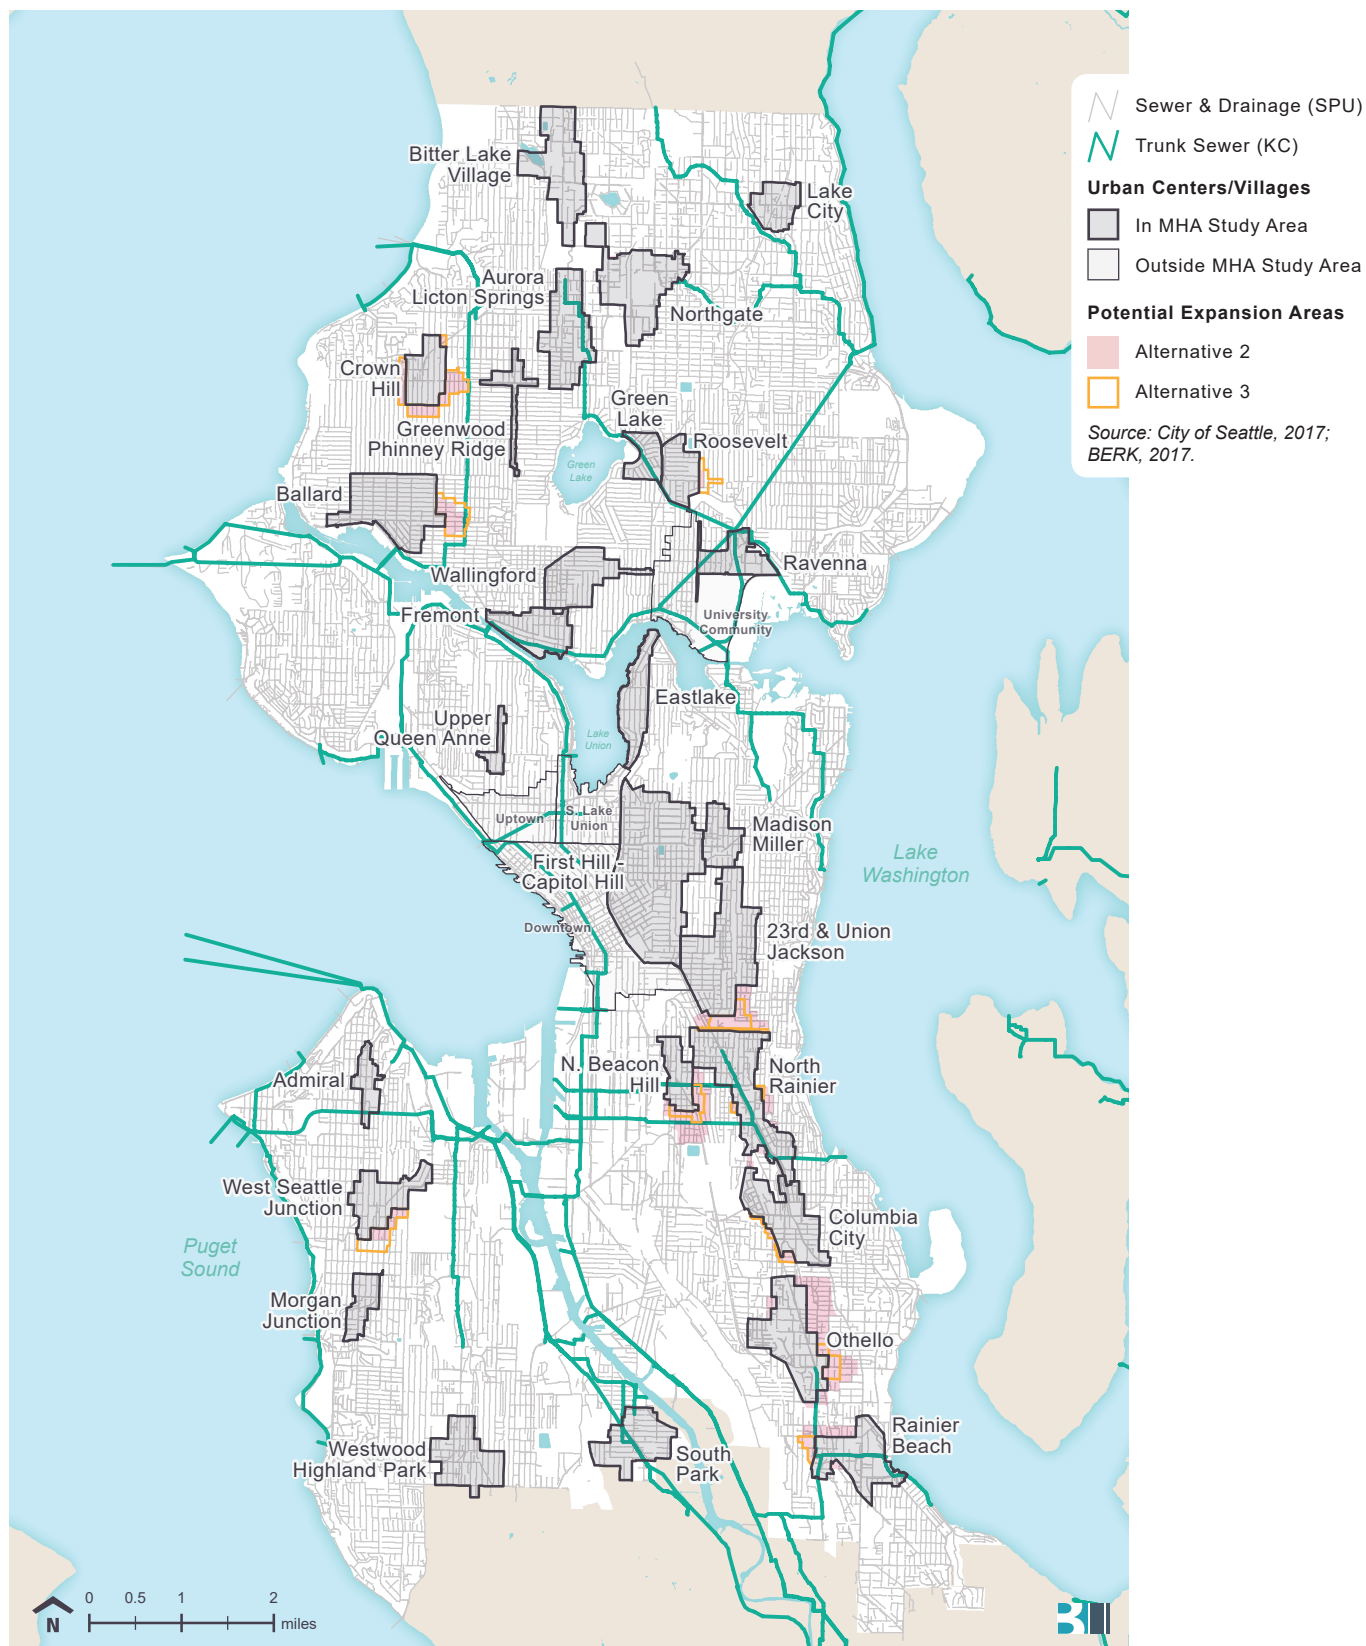 Sewer & Drainage (SPU)
Trunk Sewer (KC)
Urban Centers/Villages
In MHA Study Area
Outside MHA Study Area
Potential Expansion Areas
Alternative 2
Alternative 3
Source: City of Seattle, 2017;
BERK, 2017.
Bitter Lake
Village
Lake
City
Aurora
Licton Springs
Northgate
Crown
Hill
Green
Lake
Greenwood
Phinney Ridge
Roosevelt
Green
Lake
Ballard
Ravenna
Wallingford
Fremont
University
Community
Eastlake
Upper
Queen Anne
Lake
Union
Uptown
S. Lake
Union
Madison
Miller
First Hill -
Capitol Hill
Lake
Washington
Downtown
23rd & Union
Jackson
N. Beacon
Hill
North
Rainier
Admiral
West Seattle
Junction
Columbia
City
Puget
Sound
Morgan
Junction
Othello
Rainier
Beach
Westwood
Highland Park
South
Park
N
0 0.5 1 2
miles
B